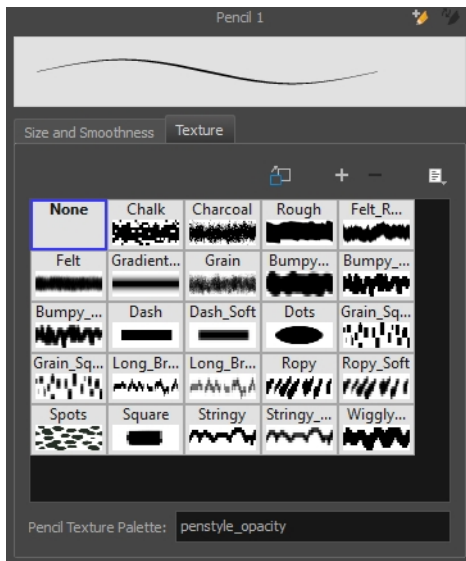 Pencil 1
Size and Smoothness Texture
None Chalk Charcoal Rough Felt_R...
Felt Gradient... Grain Bumpy... Bumpy_...
Bumpy_... Dash Dash_Soft Dots Grain_Sq...
Grain_Sq... Long_Br... Long_Br... Ropy Ropy_Soft
Spots Square Stringy Stringy_... Wiggly...
Pencil Texture Palette: penstyle_opacity